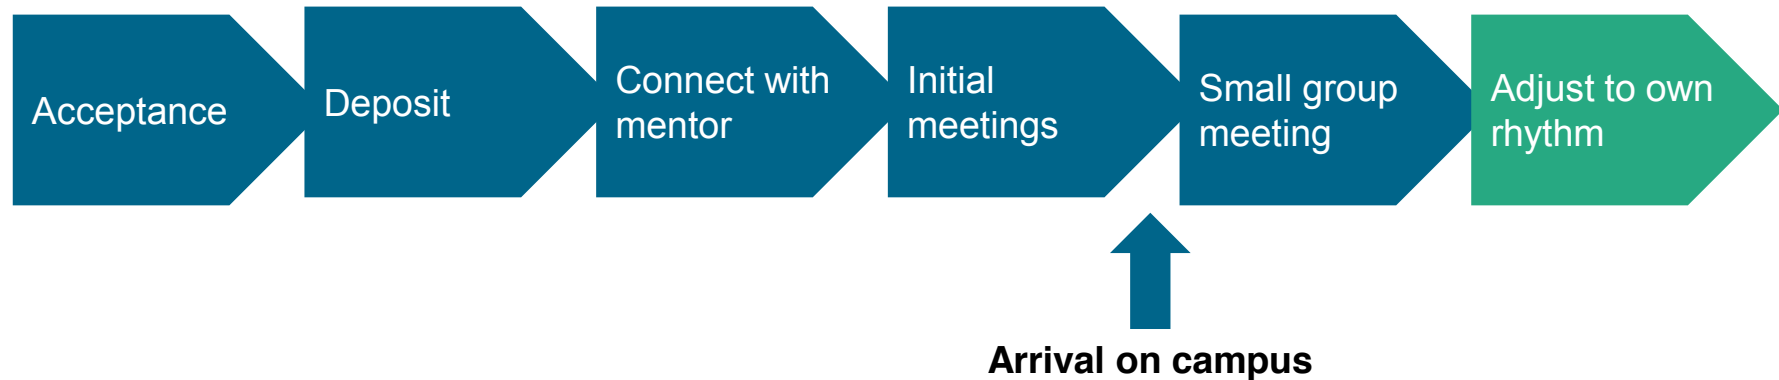 Acceptance
Deposit
Connect with
mentor
Initial
meetings
Small group
meeting
Adjust to own
rhythm
Arrival on campus